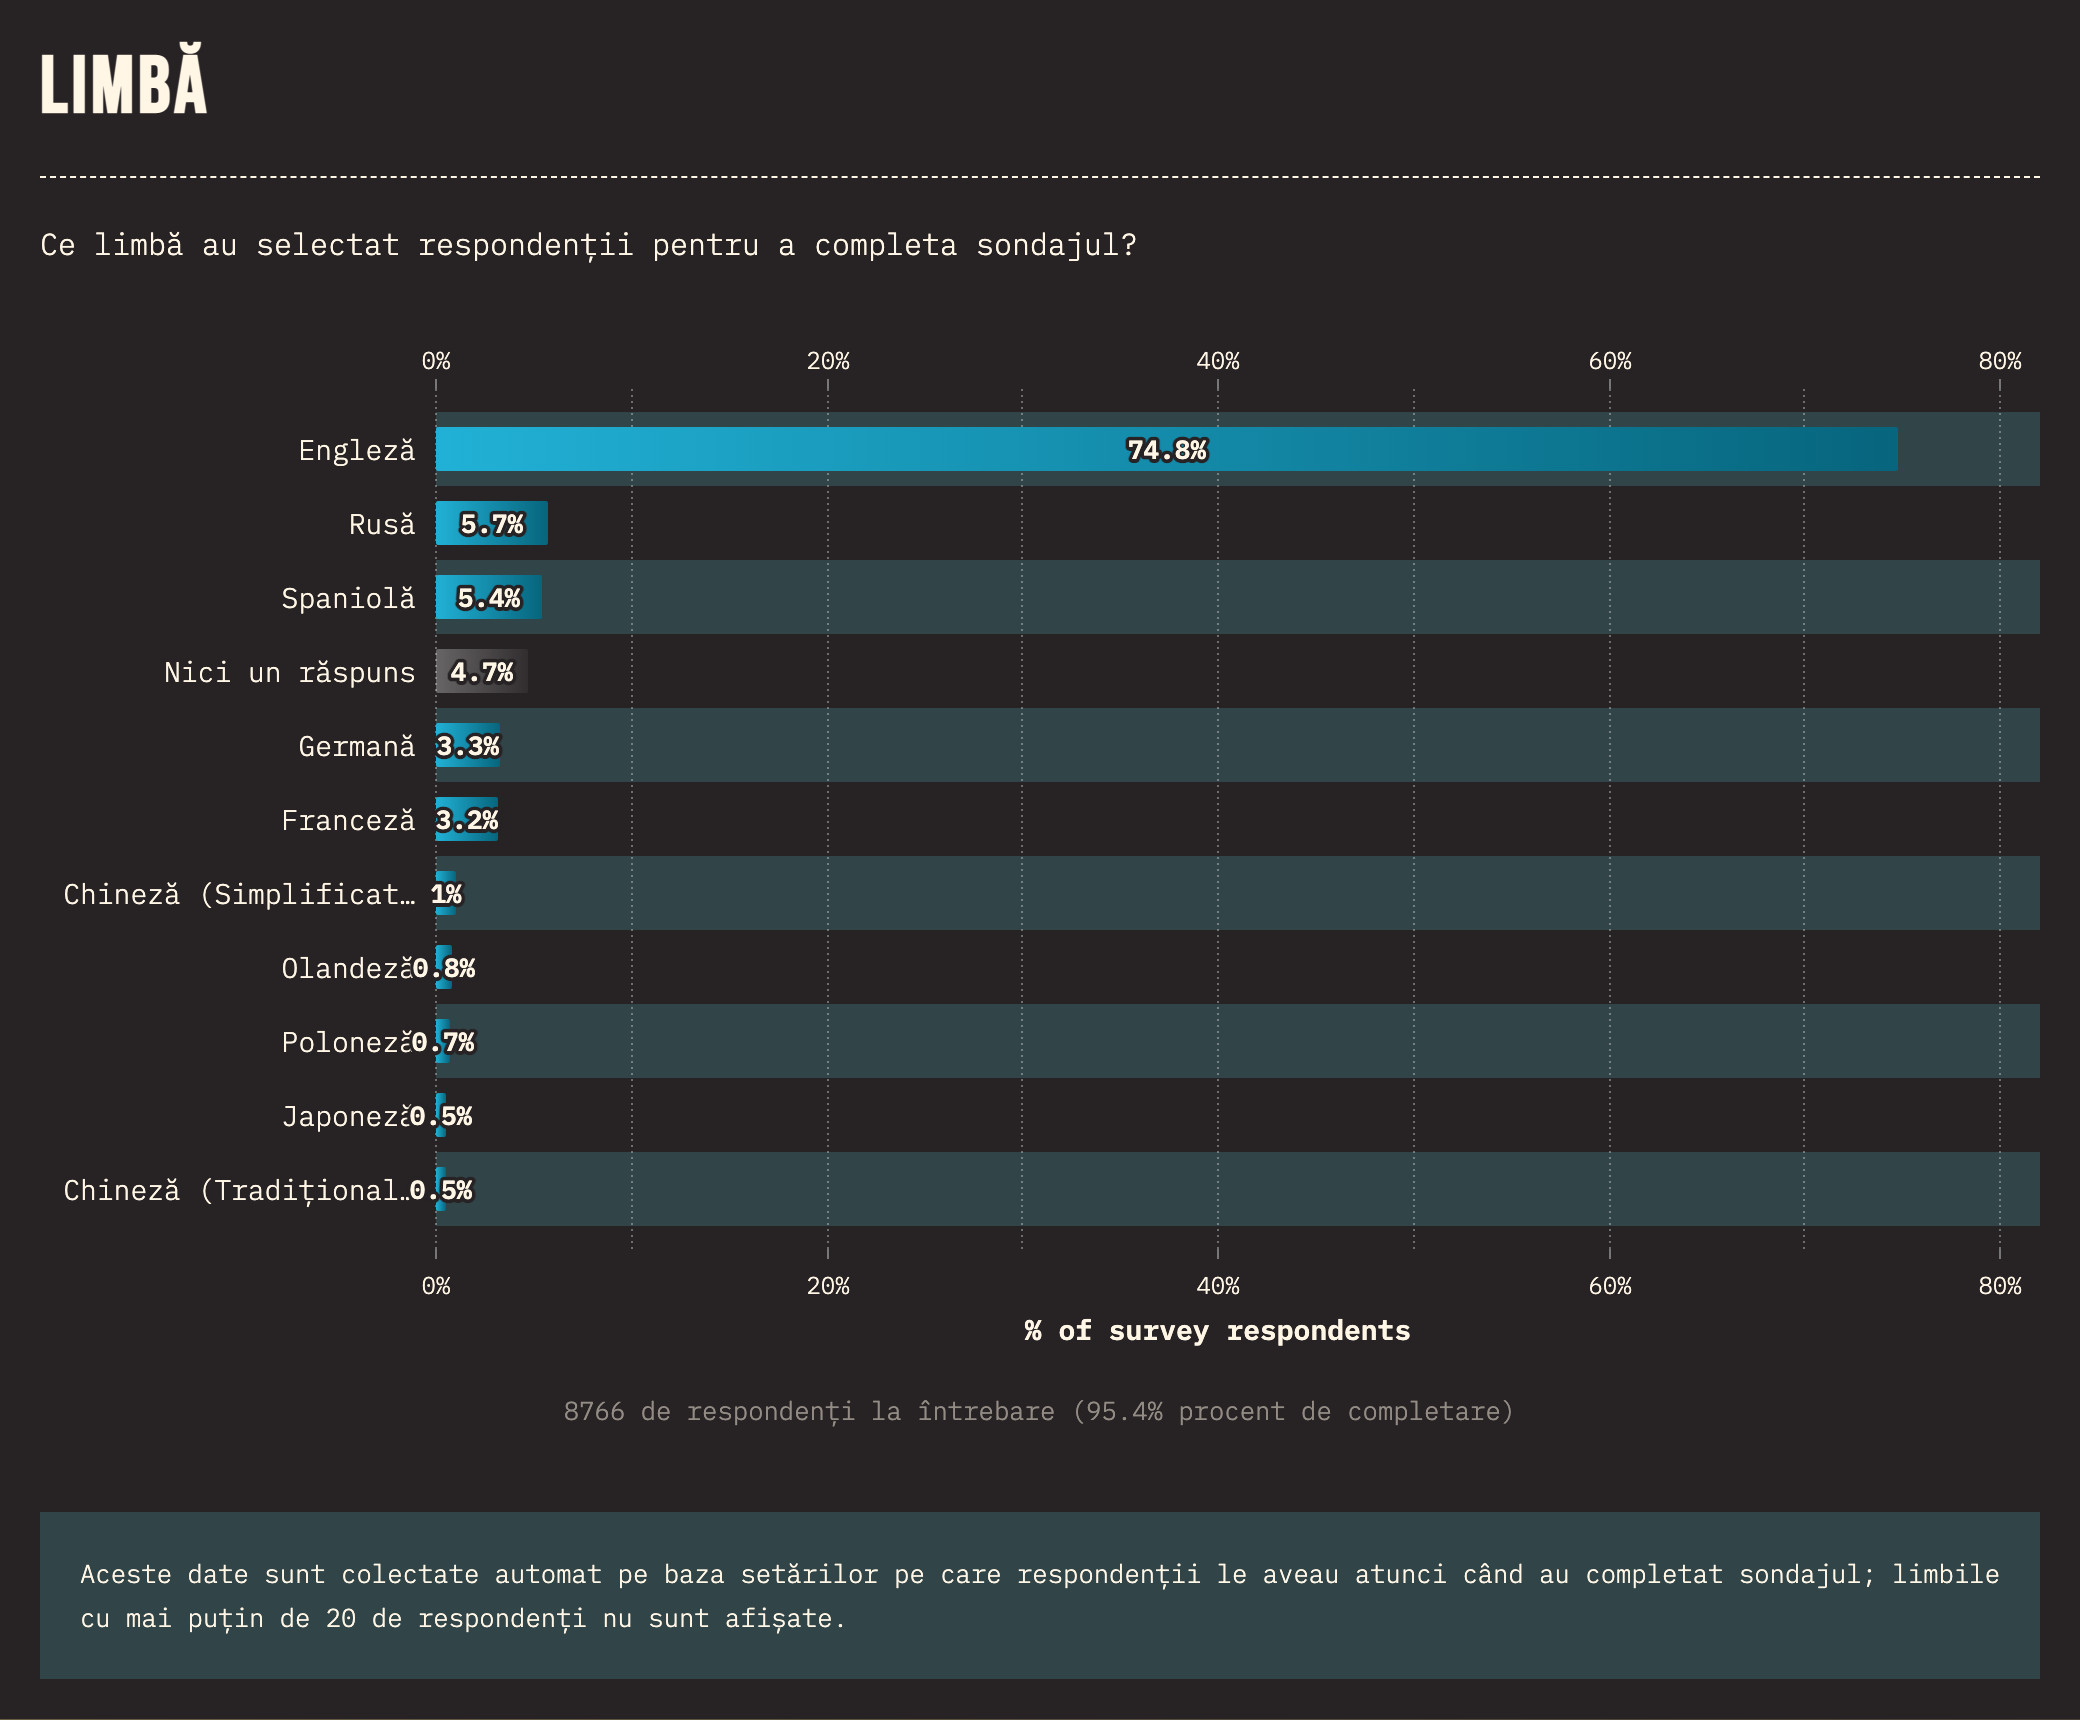 LIMBĂ
Ce limbă au selectat respondenții pentru a completa sondajul?
0% 20% 40% 60% 80%
Engleză 74.8%
Rusă 5.7%
Spaniolă 5.4%
Nici un răspuns 4.7%
Germană 3.3%
Franceză 3.2%
Chineză (Simplificat… 1%
Olandeză 0.8%
Poloneză 0.7%
Japoneză 0.5%
Chineză (Tradițional… 0.5%
0% 20% 40% 60% 80%
% of survey respondents
8766 de respondenți la întrebare (95.4% procent de completare)
Aceste date sunt colectate automat pe baza setărilor pe care respondenții le aveau atunci când au completat sondajul; limbile
cu mai puțin de 20 de respondenți nu sunt afișate.